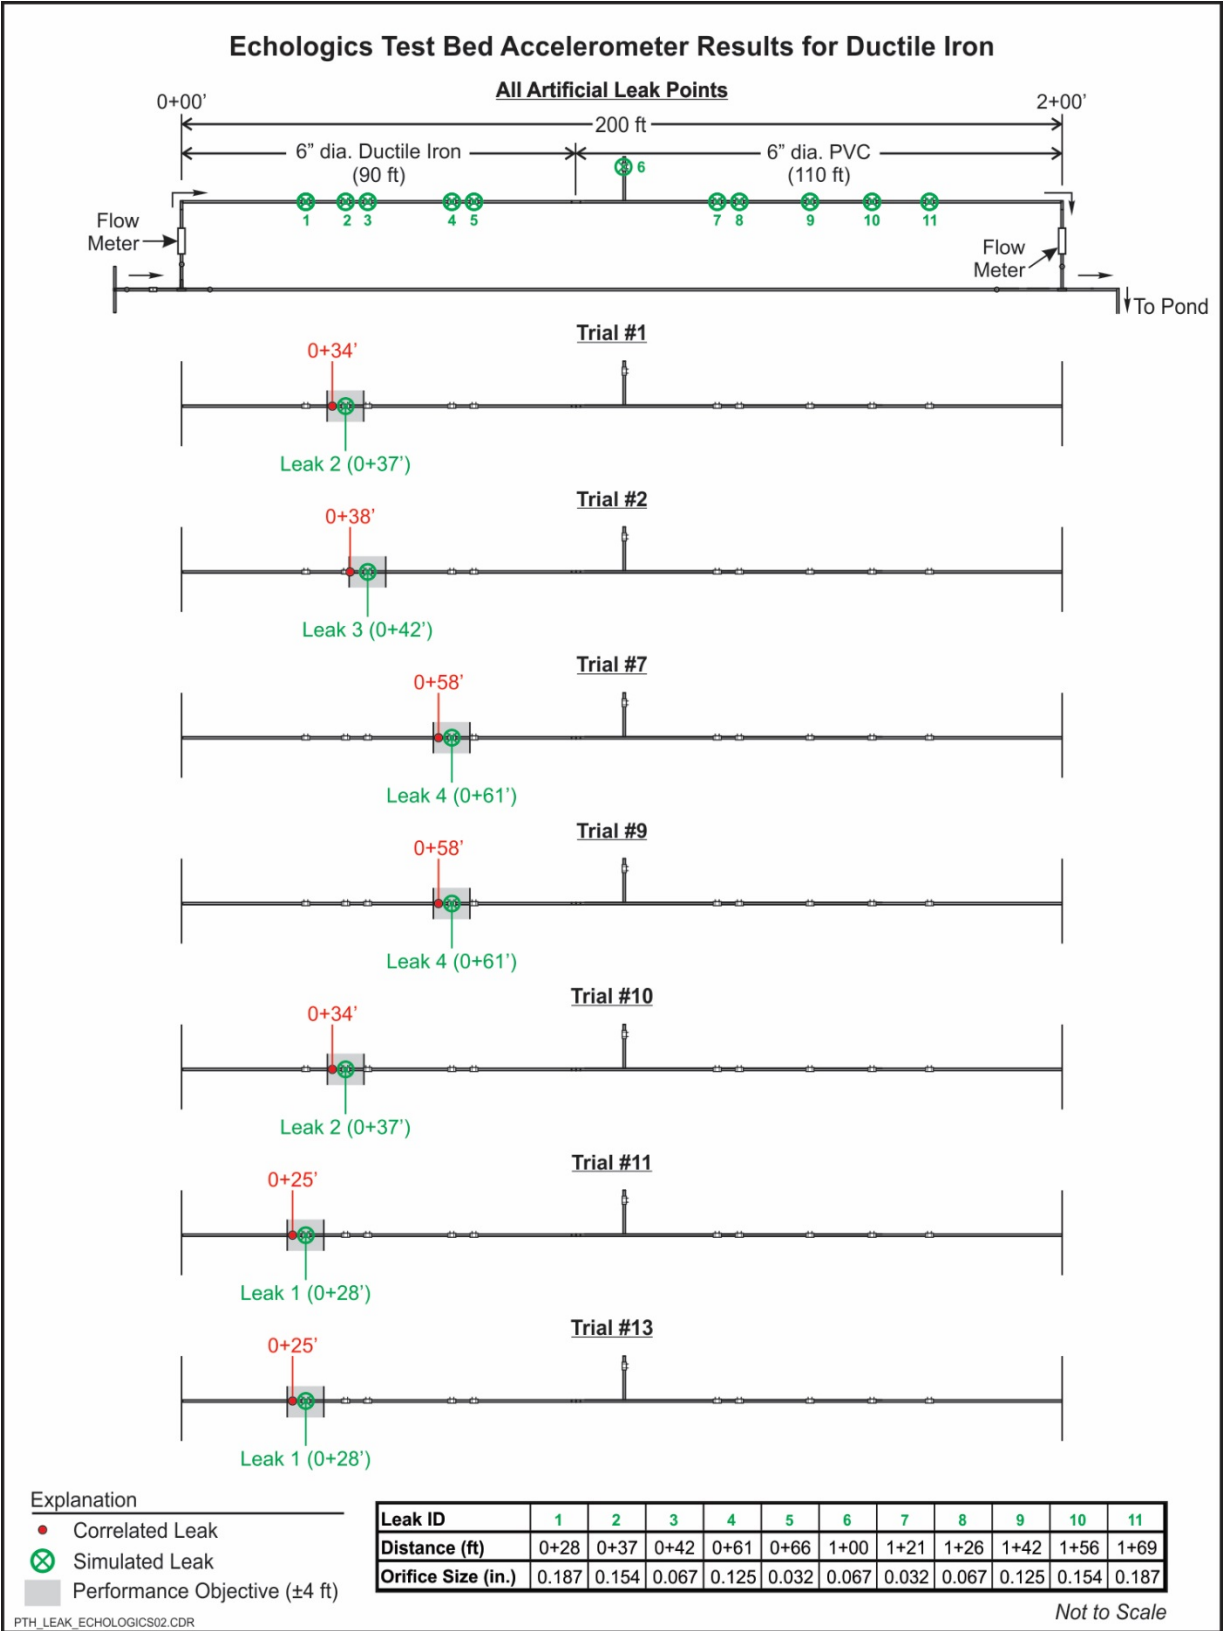 Echologics Test Bed Accelerometer Results for Ductile Iron
All Artificial Leak Points
0+00’ 2+00’
200 ft
6” dia. Ductile Iron 6” dia. PVC
(90 ft) (110 ft)
6
1 2 3 4 5 7 8 9 10 11
Flow
Meter
Flow
Meter
To Pond
Trial #1
0+34’
Leak 2 (0+37’)
Trial #2
0+38’
Leak 3 (0+42’)
Trial #7
0+58’
Leak 4 (0+61’)
Trial #9
0+58’
Leak 4 (0+61’)
Trial #10
0+34’
Leak 2 (0+37’)
Trial #11
0+25’
Leak 1 (0+28’)
Trial #13
0+25’
Leak 1 (0+28’)
Explanation
Correlated Leak
Simulated Leak
Performance Objective (±4 ft)
Leak ID 1 2 3 4 5 6 7 8 9 10 11
Distance (ft) 0+28 0+37 0+42 0+61 0+66 1+00 1+21 1+26 1+42 1+56 1+69
Orifice Size (in.) 0.187 0.154 0.067 0.125 0.032 0.067 0.032 0.067 0.125 0.154 0.187
Not to Scale
PTH_LEAK_ECHOLOGICS02.CDR